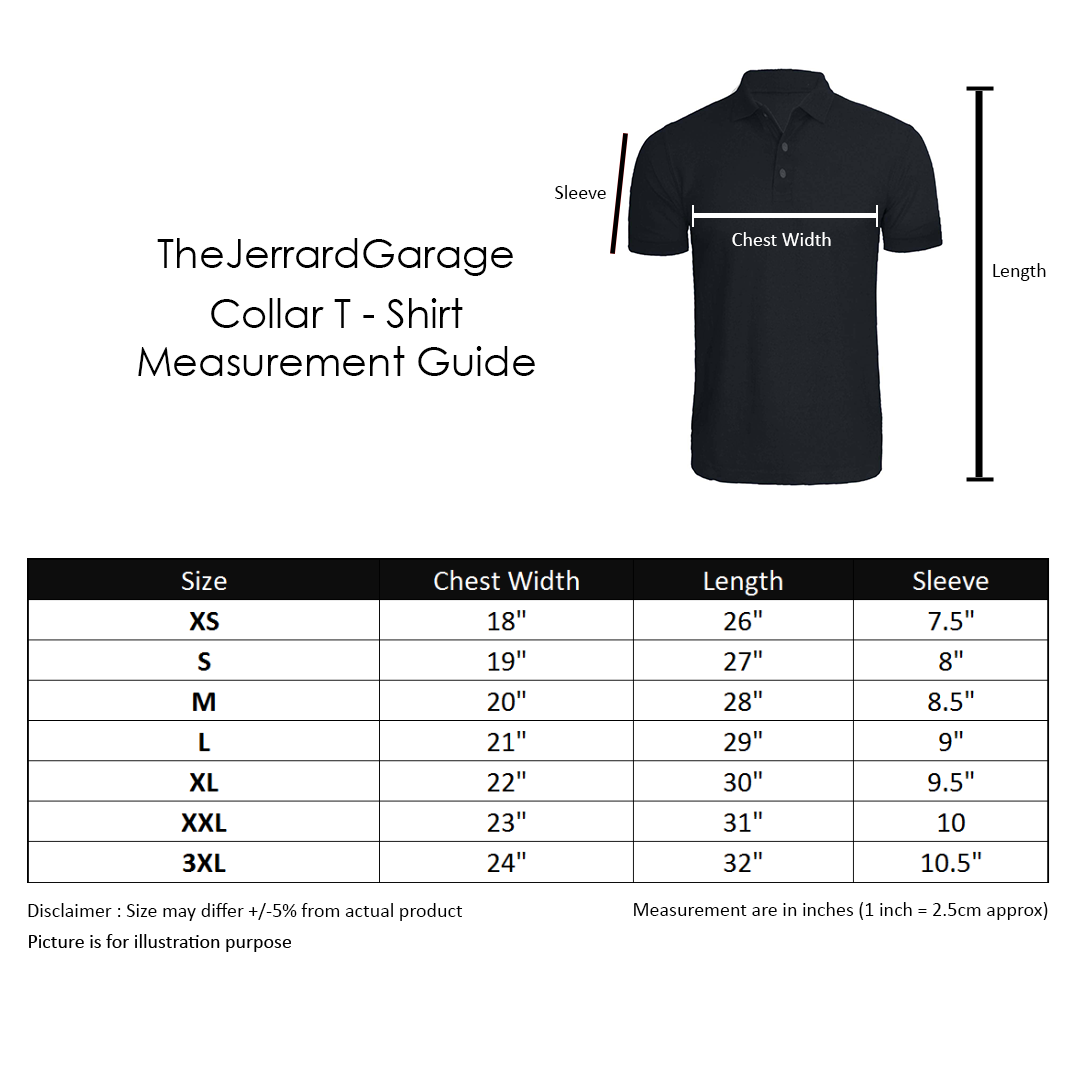 Sleeve
Chest Width
Length
TheJerrardGarage
Collar T - Shirt
Measurement Guide
Size Chest Width Length Sleeve
XS 18" 26" 7.5"
S 19" 27" 8"
M 20" 28" 8.5"
L 21" 29" 9"
XL 22" 30" 9.5"
XXL 23" 31" 10
3XL 24" 32" 10.5"
Disclaimer : Size may differ +/-5% from actual product
Measurement are in inches (1 inch = 2.5cm approx)
Picture is for illustration purpose